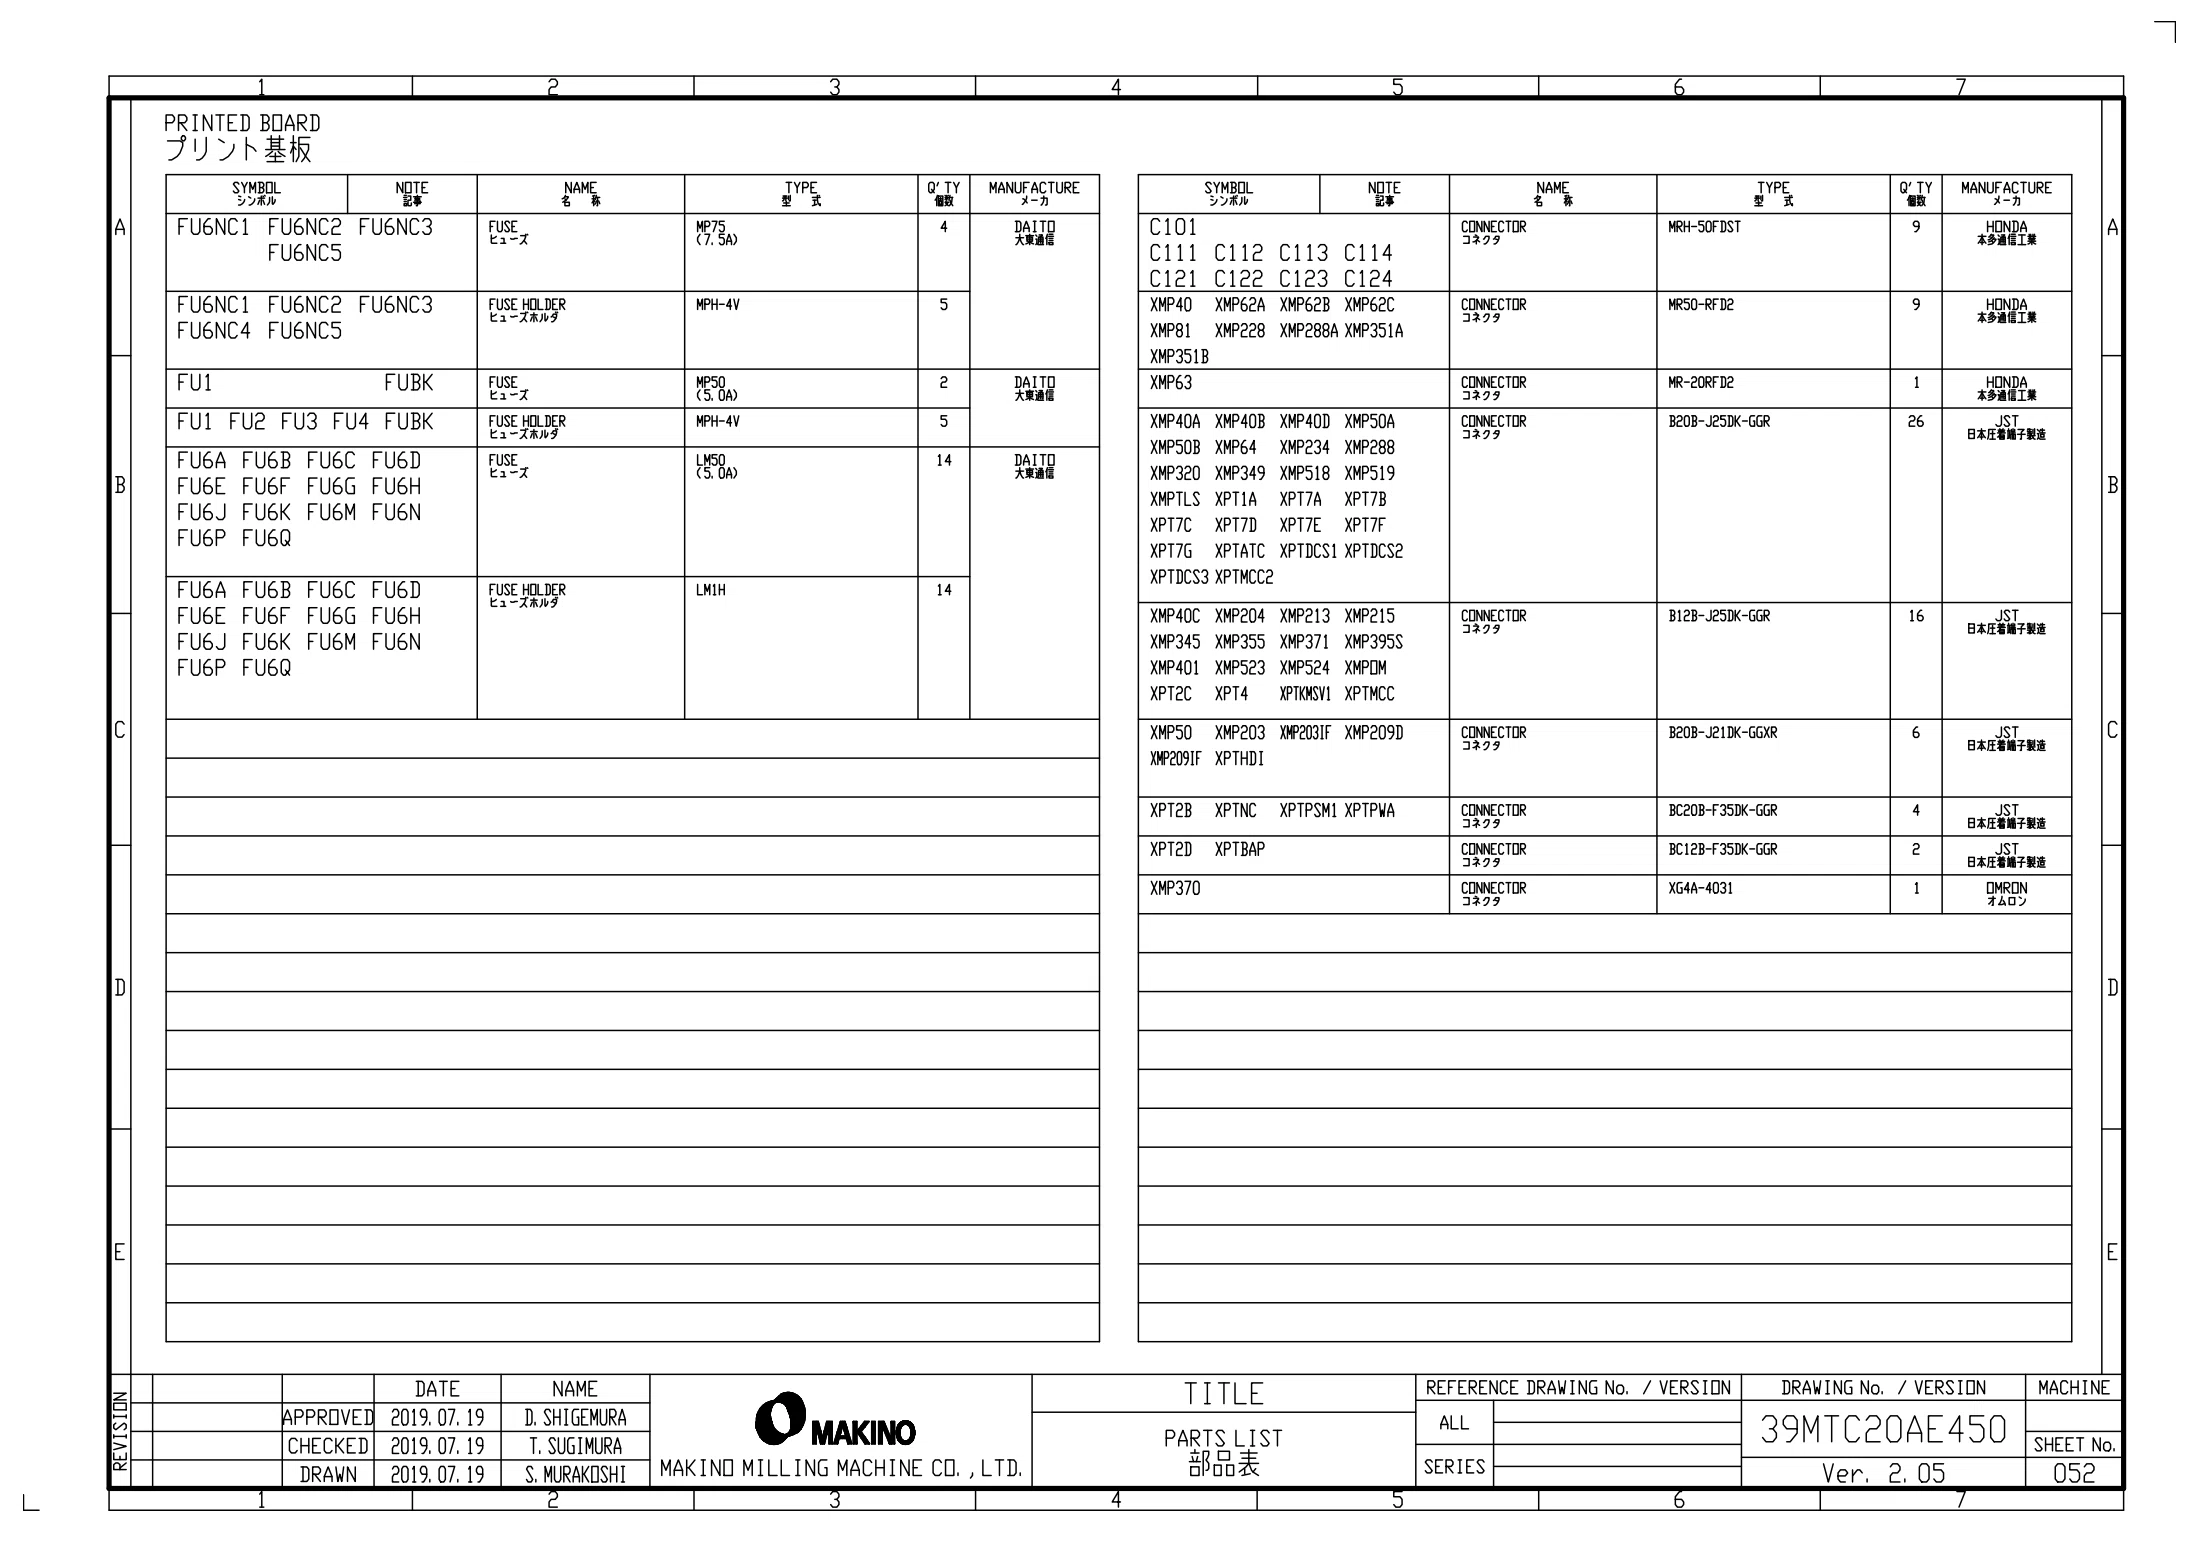 1 2 3 4 5 6 7
PRINTED BOARD
プリント基板
SYMBOL NOTE NAME TYPE Q'TY MANUFACTURE
シンボル 記事 名 称 型 式 個数 メーカ
FU6NC1 FU6NC2 FU6NC3 FUSE MP75 4 DAITO
ヒューズ (7.5A) 大東通信
FU6NC5
FU6NC1 FU6NC2 FU6NC3 FUSE HOLDER MPH-4V 5
ヒューズホルダ
FU6NC4 FU6NC5
FU1 FUBK FUSE MP50 2 DAITO
ヒューズ (5.0A) 大東通信
FU1 FU2 FU3 FU4 FUBK FUSE HOLDER MPH-4V 5
ヒューズホルダ
FU6A FU6B FU6C FU6D FUSE LM50 14 DAITO
ヒューズ (5.0A) 大東通信
FU6E FU6F FU6G FU6H
FU6J FU6K FU6M FU6N
FU6P FU6Q
FU6A FU6B FU6C FU6D FUSE HOLDER LM1H 14
ヒューズホルダ
FU6E FU6F FU6G FU6H
FU6J FU6K FU6M FU6N
FU6P FU6Q
SYMBOL NOTE NAME TYPE Q'TY MANUFACTURE
シンボル 記事 名 称 型 式 個数 メーカ
C101 CONNECTOR MRH-50FDST 9 HONDA
コネクタ 本多通信工業
C111 C112 C113 C114
C121 C122 C123 C124
XMP40 XMP62A XMP62B XMP62C CONNECTOR MR50-RFD2 9 HONDA
コネクタ 本多通信工業
XMP81 XMP228 XMP288A XMP351A
XMP351B
XMP63 CONNECTOR MR-20RFD2 1 HONDA
コネクタ 本多通信工業
XMP40A XMP40B XMP40D XMP50A CONNECTOR B20B-J25DK-GGR 26 JST
コネクタ 日本圧着端子製造
XMP50B XMP64 XMP234 XMP288
XMP320 XMP349 XMP518 XMP519
XMPTLS XPT1A XPT7A XPT7B
XPT7C XPT7D XPT7E XPT7F
XPT7G XPTATC XPTDCS1 XPTDCS2
XPTDCS3 XPTMCC2
XMP40C XMP204 XMP213 XMP215 CONNECTOR B12B-J25DK-GGR 16 JST
コネクタ 日本圧着端子製造
XMP345 XMP355 XMP371 XMP395S
XMP401 XMP523 XMP524 XMPOM
XPT2C XPT4 XPTKMSV1 XPTMCC
XMP50 XMP203 XMP203IF XMP209D CONNECTOR B20B-J21DK-GGXR 6 JST
コネクタ 日本圧着端子製造
XMP209IF XPTHDI
XPT2B XPTNC XPTPSM1 XPTPWA CONNECTOR BC20B-F35DK-GGR 4 JST
コネクタ 日本圧着端子製造
XPT2D XPTBAP CONNECTOR BC12B-F35DK-GGR 2 JST
コネクタ 日本圧着端子製造
XMP370 CONNECTOR XG4A-4031 1 OMRON
コネクタ オムロン
A A
B B
C C
D D
E E
REVISION
DATE NAME
APPROVED 2019.07.19 D.SHIGEMURA
CHECKED 2019.07.19 T.SUGIMURA
DRAWN 2019.07.19 S.MURAKOSHI
MAKINO
MAKINO MILLING MACHINE CO.,LTD.
TITLE
PARTS LIST
部品表
REFERENCE DRAWING No. / VERSION
ALL
SERIES
DRAWING No. / VERSION
39MTC20AE450
Ver. 2.05
MACHINE
SHEET No.
052
1 2 3 4 5 6 7